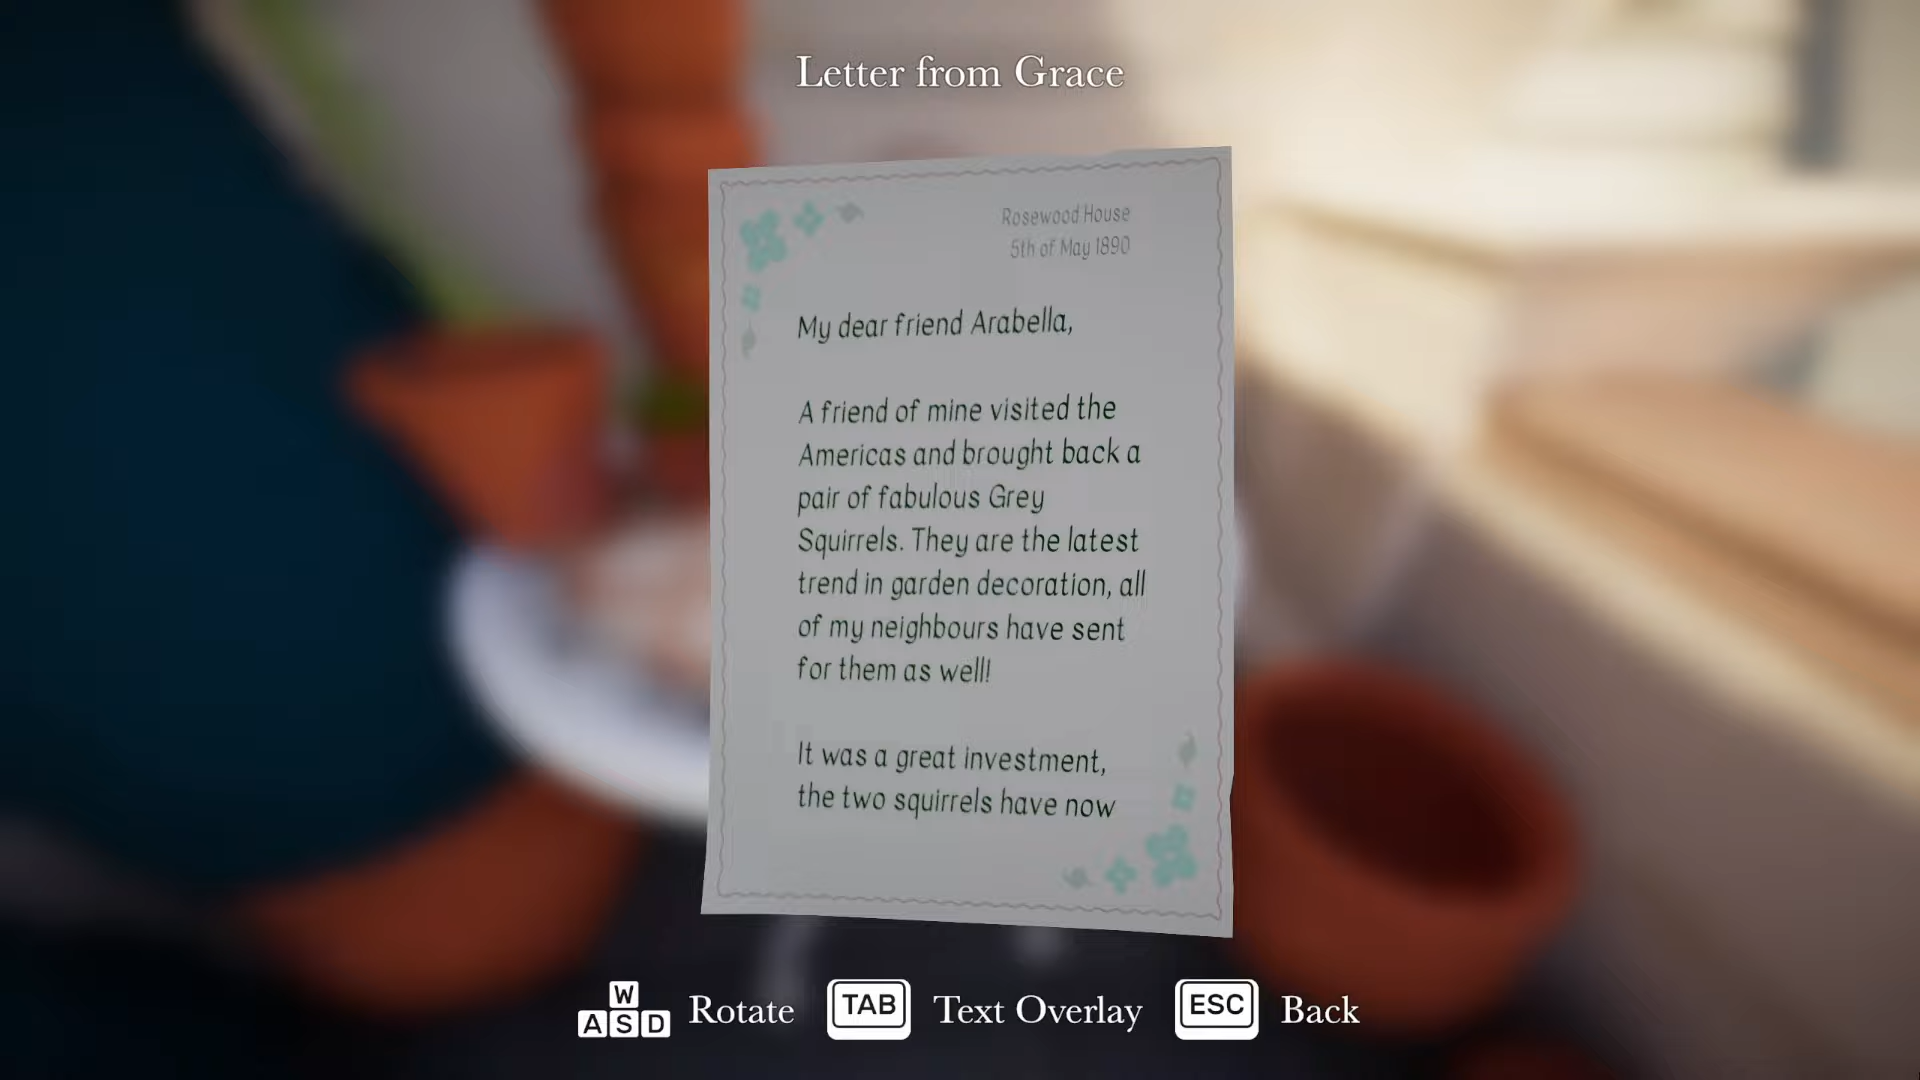 Letter from Grace
Rosewood House
5th of May 1890
My dear friend Arabella,
A friend of mine visited the
Americas and brought back a
pair of fabulous Grey
Squirrels. They are the latest
trend in garden decoration, all
of my neighbours have sent
for them as well!
It was a great investment,
the two squirrels have now
W
A S D Rotate TAB Text Overlay ESC Back